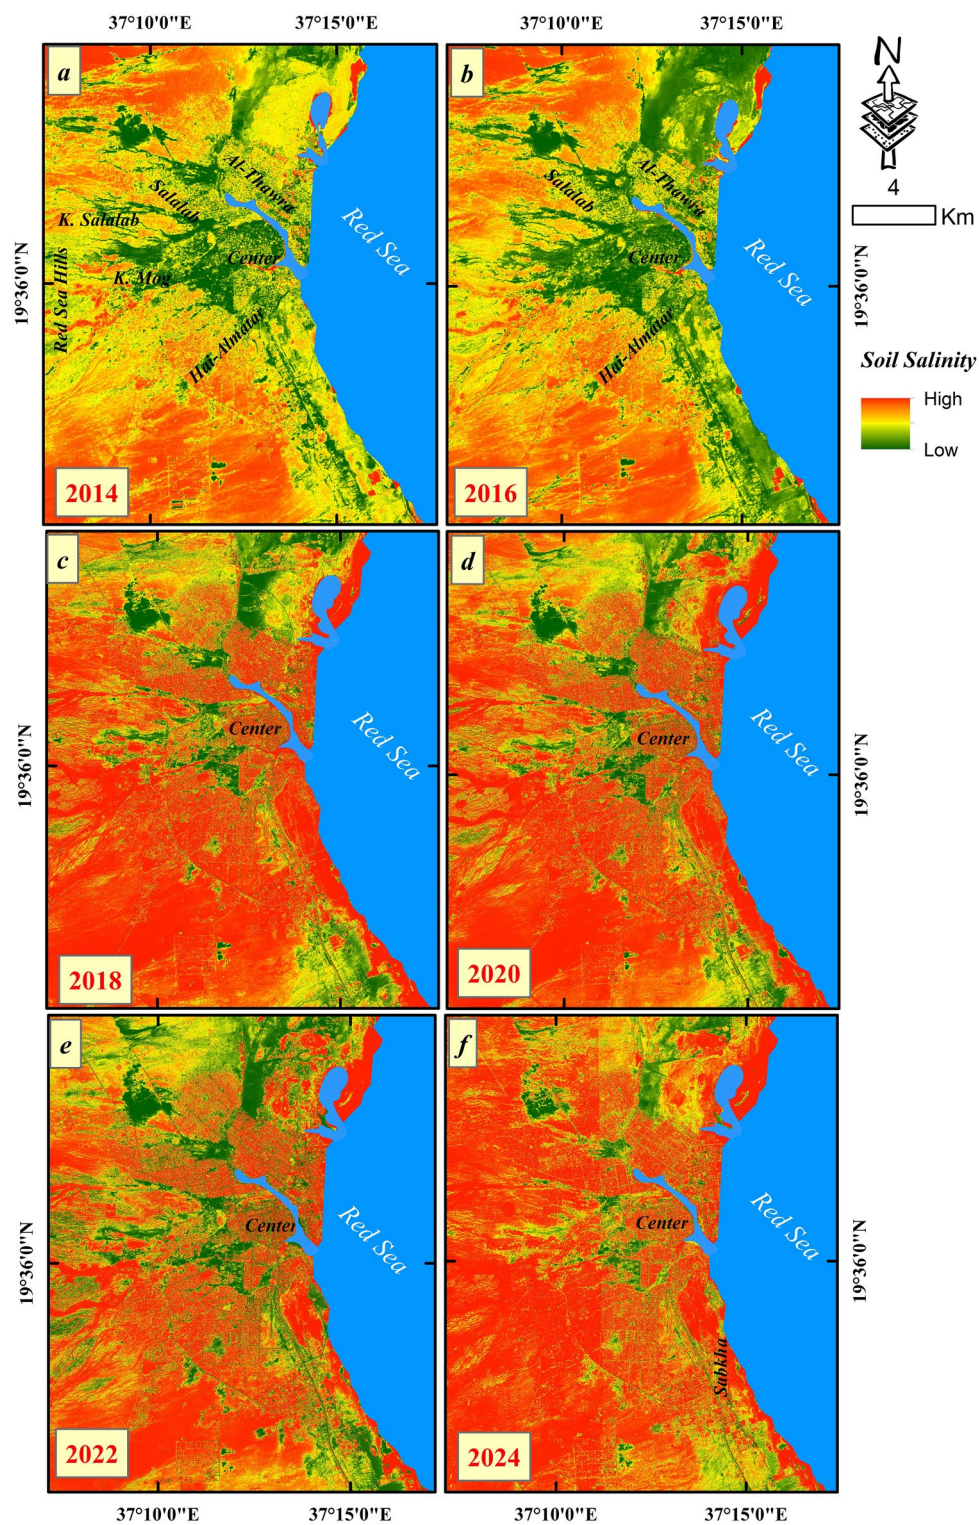 37°10'0"E
37°15'0"E
37°10'0"E
37°15'0"E
a
Al-Thawra
Salalab
K. Salalab
Red Sea
Center
K. Mog
Red Sea Hills
Hai-Almatar
19°36'0"N
2014
b
Al-Thawra
Salalab
Red Sea
Center
Hai-Almatar
19°36'0"N
2016
N
4
Km
Soil Salinity
High
Low
c
Center
Red Sea
19°36'0"N
2018
d
Center
Red Sea
19°36'0"N
2020
e
Center
Red Sea
19°36'0"N
2022
f
Center
Red Sea
Sabkha
19°36'0"N
2024
37°10'0"E
37°15'0"E
37°10'0"E
37°15'0"E